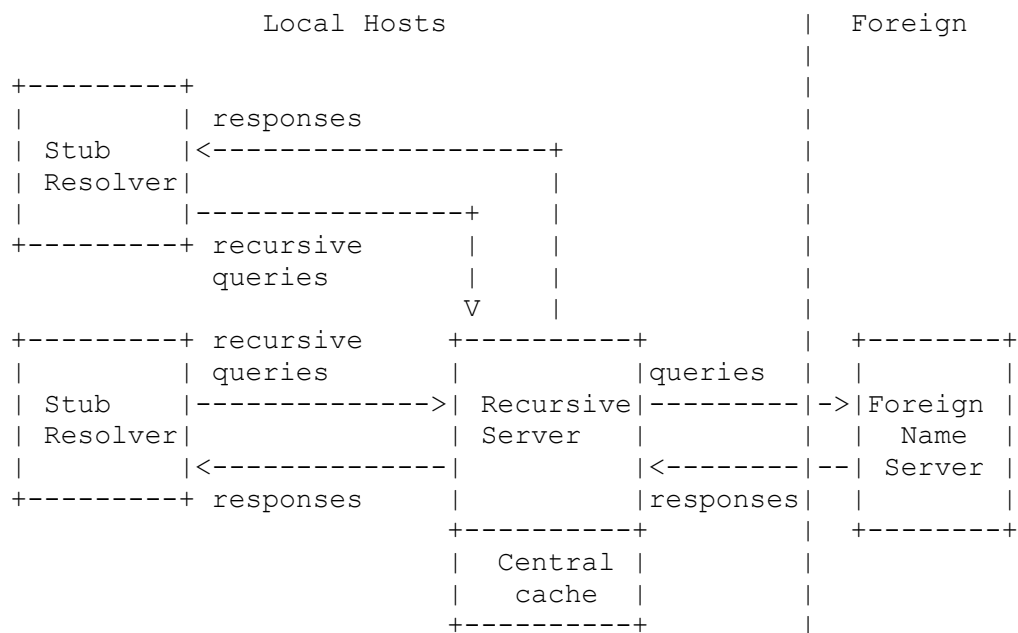 Local Hosts | Foreign
|
+---------+ |
| | responses |
| Stub |<--------------------+ |
| Resolver| | |
| |----------------+ | |
+---------+ recursive | | |
queries | | |
V | |
+---------+ recursive +----------+ | +--------+
| | queries | |queries | | |
| Stub |-------------->| Recursive|---------|->|Foreign |
| Resolver| | Server | | | Name |
| |<--------------| |<--------|--| Server |
+---------+ responses | |responses| | |
+----------+ | +--------+
| Central | |
| cache | |
+----------+ |